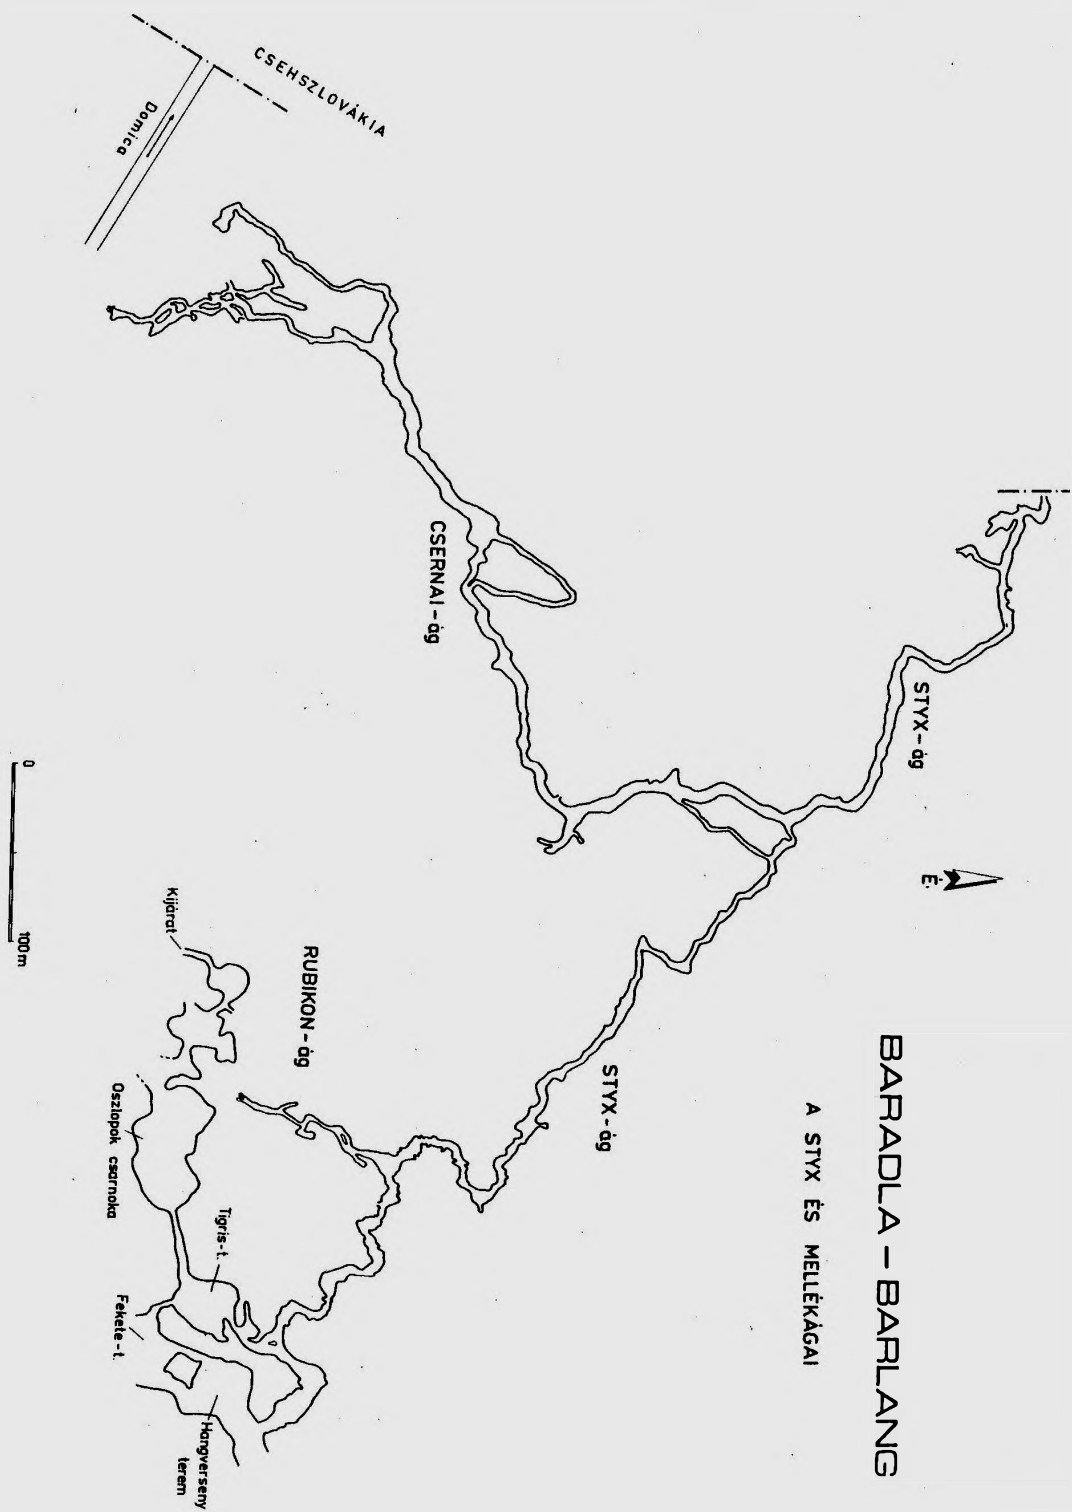 BARADLA – BARLANG
A STYX ÉS MELLÉKÁGAI
É.
CSEHSZLOVÁKIA
Domica
STYX-ág
CSERNAI-ág
STYX-ág
RUBIKON-ág
Kijárat
Oszlopok csarnoka
Tigris-t.
Fekete-t.
Hangverseny
terem
0
100m